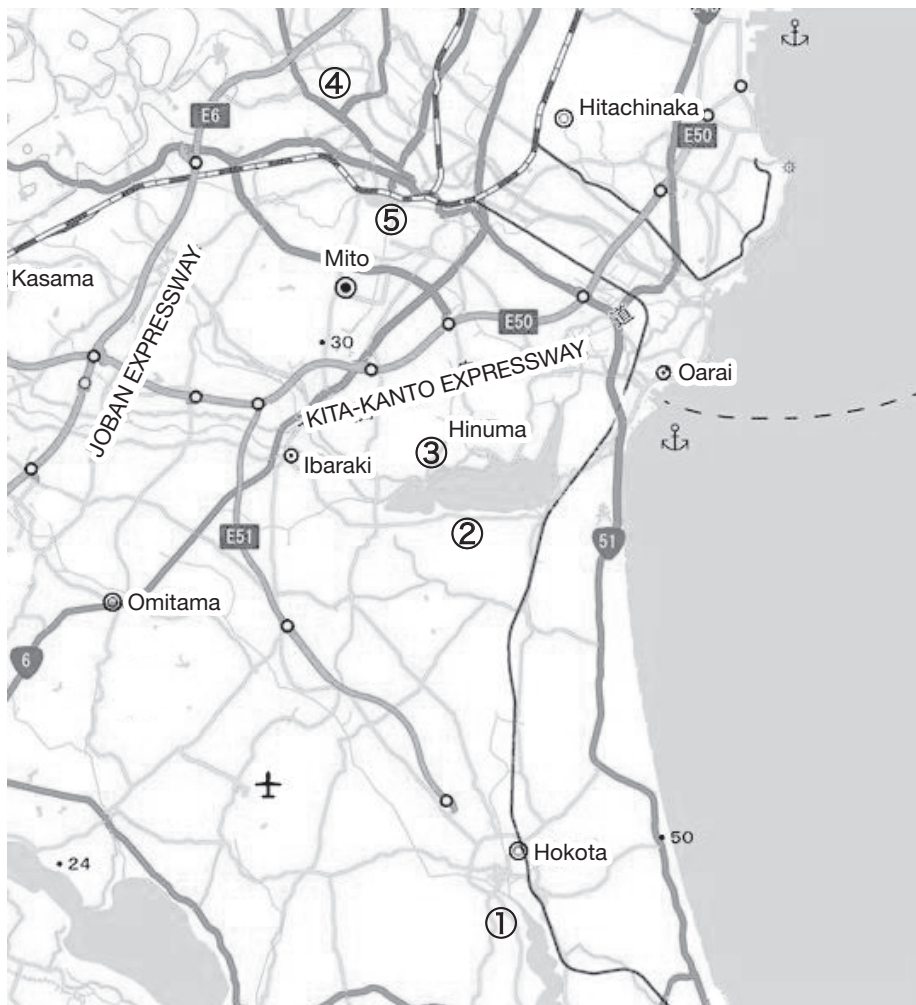 ④
E6
Hitachinaka
E50
⑤
Mito
Kasama
JOBAN EXPRESSWAY
30
E50
KITA-KANTO EXPRESSWAY
Oarai
③
Hinuma
Ibaraki
②
E51
51
Omitama
6
50
Hokota
24
①